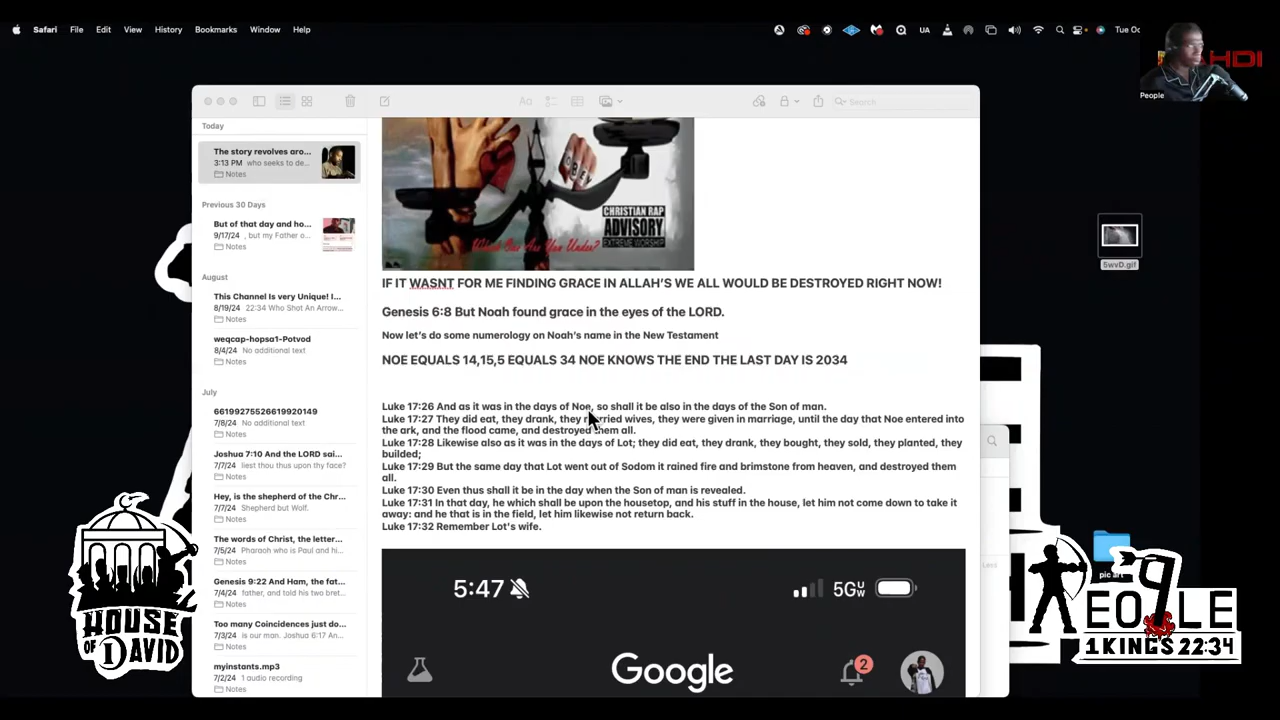 Safari File Edit View History Bookmarks Window Help UA Tue Oc
AHDI
People
Search
Today
The story revolves aro...
3:13 PM who seeks to de...
Notes
Previous 30 Days
But of that day and ho...
9/17/24 , but my Father o...
Notes
August
This Channel Is very Unique! I...
8/19/24 22:34 Who Shot An Arrow...
Notes
weqcap-hopsa1-Potvod
8/4/24 No additional text
Notes
July
66199275526619920149
7/8/24 No additional text
Notes
Joshua 7:10 And the LORD sai...
7/7/24 liest thou thus upon thy face?
Notes
Hey, is the shepherd of the Chr...
7/7/24 Shepherd but Wolf.
Notes
The words of Christ, the letter...
7/5/24 Pharaoh who is Paul and hi...
Notes
Genesis 9:22 And Ham, the fat...
7/4/24 father, and told his two bret...
Notes
Too many Coincidences just do...
7/3/24 is our man. Joshua 6:17 An...
Notes
myinstants.mp3
7/2/24 1 audio recording
Notes
OBEY
CHRISTIAN RAP
ADVISORY
EXTREME WORSHIP
IF IT WASNT FOR ME FINDING GRACE IN ALLAH'S WE ALL WOULD BE DESTROYED RIGHT NOW!
Genesis 6:8 But Noah found grace in the eyes of the LORD.
Now let's do some numerology on Noah's name in the New Testament
NOE EQUALS 14,15,5 EQUALS 34 NOE KNOWS THE END THE LAST DAY IS 2034
Luke 17:26 And as it was in the days of Noe, so shall it be also in the days of the Son of man.
Luke 17:27 They did eat, they drank, they married wives, they were given in marriage, until the day that Noe entered into
the ark, and the flood came, and destroyed them all.
Luke 17:28 Likewise also as it was in the days of Lot; they did eat, they drank, they bought, they sold, they planted, they
builded;
Luke 17:29 But the same day that Lot went out of Sodom it rained fire and brimstone from heaven, and destroyed them
all.
Luke 17:30 Even thus shall it be in the day when the Son of man is revealed.
Luke 17:31 In that day, he which shall be upon the housetop, and his stuff in the house, let him not come down to take it
away: and he that is in the field, let him likewise not return back.
Luke 17:32 Remember Lot's wife.
5:47 5G
Google
2
5wvD.gif
HOUSE
OF DAVID
1 KINGS 22:34